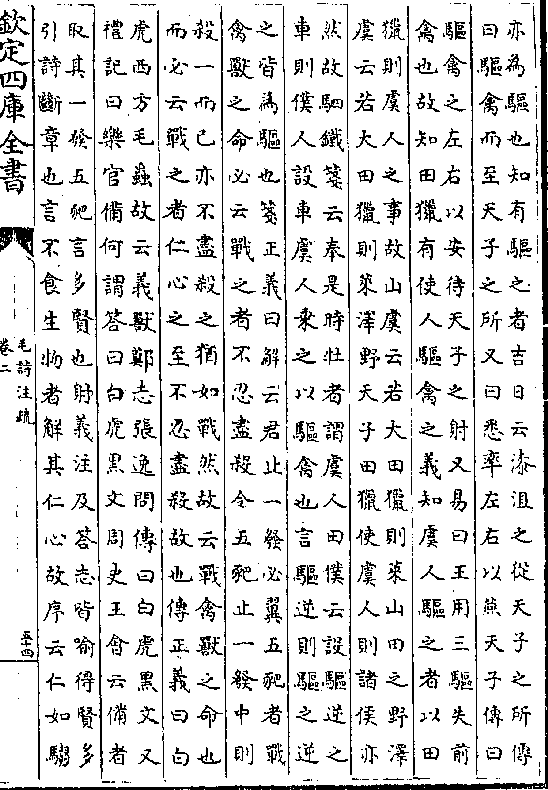 亦為驅也知有驅之者吉日云漆沮之從天子之所傳
曰驅禽而至天子之所又曰悉率左右以燕天子傳曰
驅禽之左右以安待天子之射又易曰王用三驅失前
禽也故知田獵有使人驅禽之義知虞人驅之者以田
獵則虞人之事故山虞云若大田獵則萊山田之野澤
虞云若大田獵則萊澤野天子田獵使虞人則諸侯亦
然故駟鐵箋云奉是時牡者謂虞人田僕云設驅逆之
車則僕人設車虞人乘之以驅禽也言驅逆則驅之逆
之皆為驅也箋正義曰解云君止一發必翼五豝者戰
禽獸之命必云戰之者不忍盡殺令五豝止一發中則
殺一而已亦不盡殺之猶如戰然故云戰禽獸之命也
而必云戰之者仁心之至不忍盡殺故也傳正義曰白
虎西方毛蟲故云義獸鄭志張逸問傳曰白虎黑文又
禮記曰樂官備何謂答曰白虎黑文周史王會云備者
取其一發五豝言多賢也射義注及答志皆喻得賢多
引詩斷章也言不食生物者解其仁心故序云仁如騶
欽定四庫全書
毛詩注疏
卷二
五十四